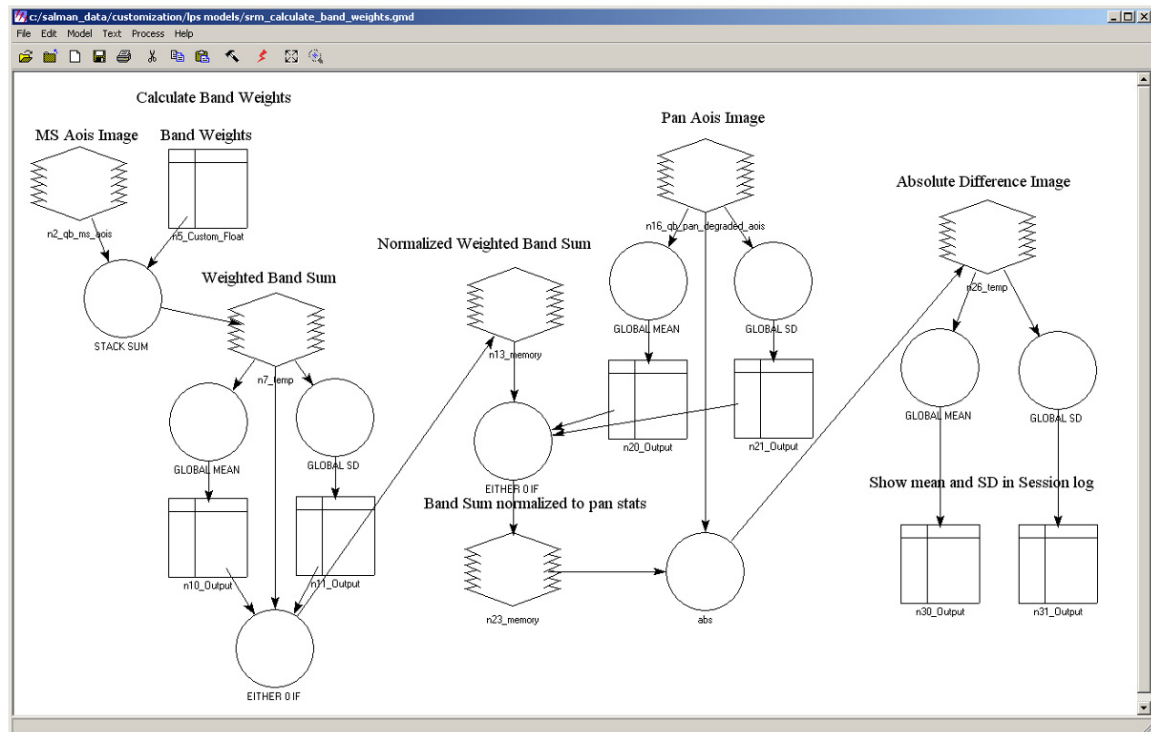 c:/salman_data/customization/lps models/srm_calculate_band_weights.gmd
File Edit Model Text Process Help
Calculate Band Weights
MS Aois Image
Band Weights
n2_qb_ms_aois
n5_Custom_Float
STACK SUM
Weighted Band Sum
n7_temp
GLOBAL MEAN
GLOBAL SD
n10_Output
n11_Output
EITHER 0 IF
Normalized Weighted Band Sum
n13_memory
EITHER 0 IF
Band Sum normalized to pan stats
n23_memory
Pan Aois Image
n16_qb_pan_degraded_aois
GLOBAL MEAN
GLOBAL SD
n20_Output
n21_Output
abs
Absolute Difference Image
n26_temp
GLOBAL MEAN
GLOBAL SD
Show mean and SD in Session log
n30_Output
n31_Output